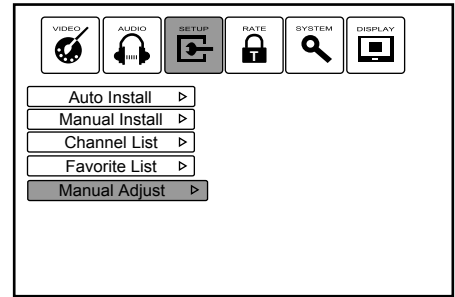 VIDEO AUDIO SETUP RATE SYSTEM DISPLAY
T
Auto Install
Manual Install
Channel List
Favorite List
Manual Adjust